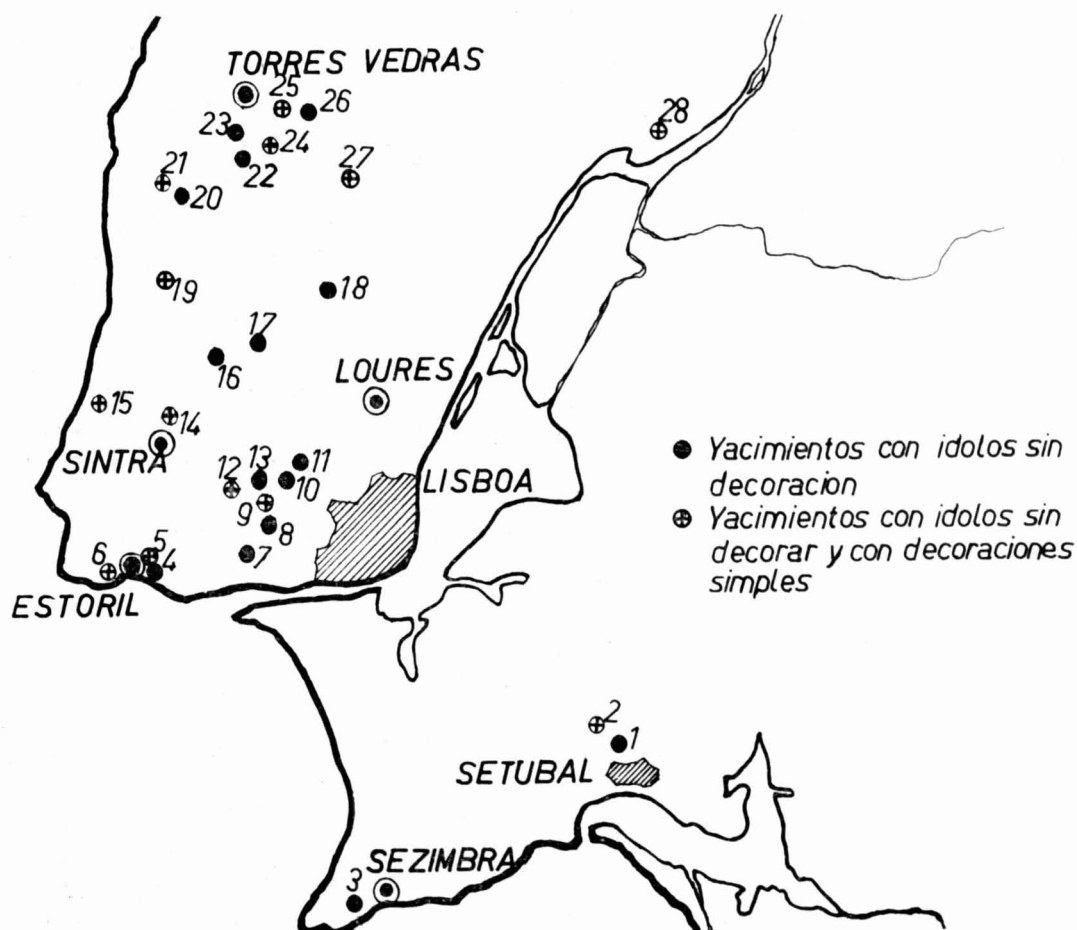 TORRES VEDRAS
25
26
23
24
28
22
27
21
20
19
18
17
16
LOURES
15
14
SINTRA
13
11
12
10
LISBOA
9
8
7
5
6
4
ESTORIL
Yacimientos con idolos sin
decoracion
Yacimientos con idolos sin
decorar y con decoraciones
simples
2
1
SETUBAL
SEZIMBRA
3